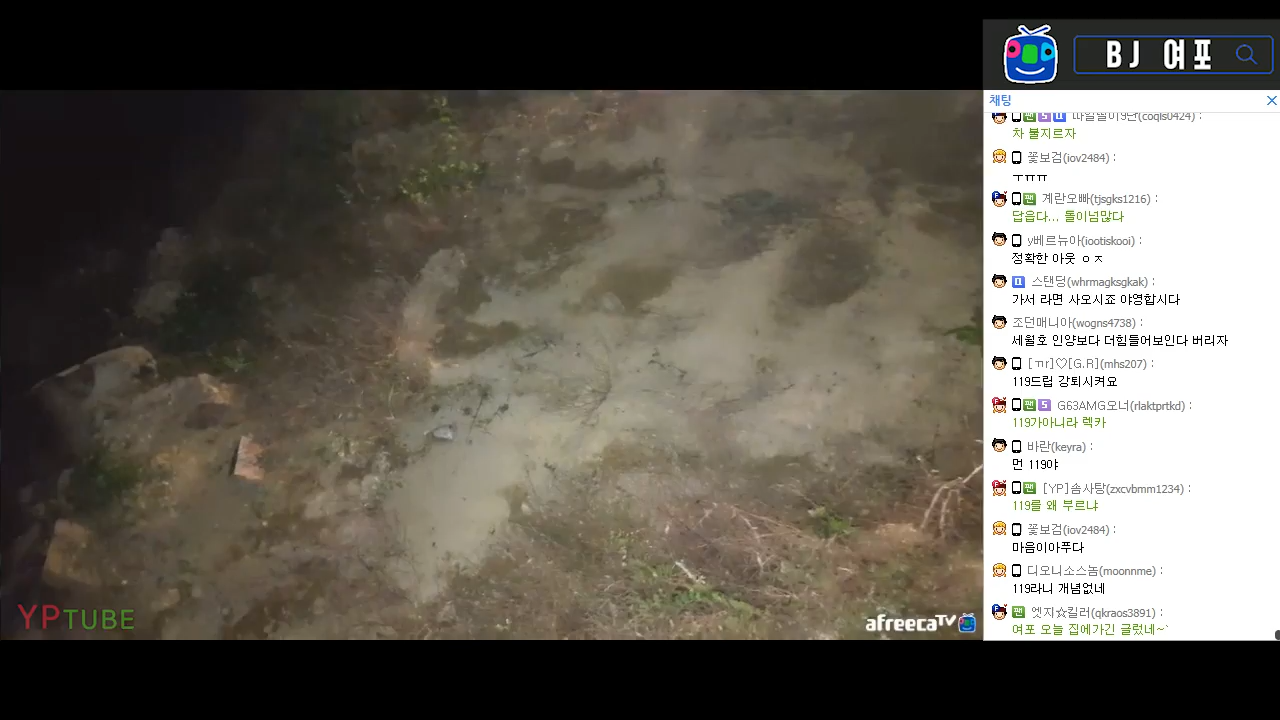 BJ 여포
채팅
차 불지르자
꽃보검(iov2484) :
ㅜㅠㅠ
팬 계란오빠(tjsgks1216) :
답읍다... 돌이넘많다
y베르뉴아(iootiskooi) :
정확한 아웃 ㅇㅈ
스탠딩(whrmagksgkak) :
가서 라면 사오시죠 야영합시다
조던매니아(wogns4738) :
세월호 인양보다 더힘들어보인다 버리자
[ㅠr]♡[G.R](mhs207) :
119드립 강퇴시켜요
팬 S G63AMG오너(rlaktprtkd) :
119가아니라 렉카
바란(keyra) :
먼 119야
팬 [YP]솜사탕(zxcvbmm1234) :
119를 왜 부르냐
꽃보검(iov2484) :
마음이아푸다
디오니소스놈(moonnme) :
119라니 개념없네
팬 엣지☆킬러(qkraos3891) :
여포 오늘 집에가긴 글렀네~`
YPTUBE
afreecaTV